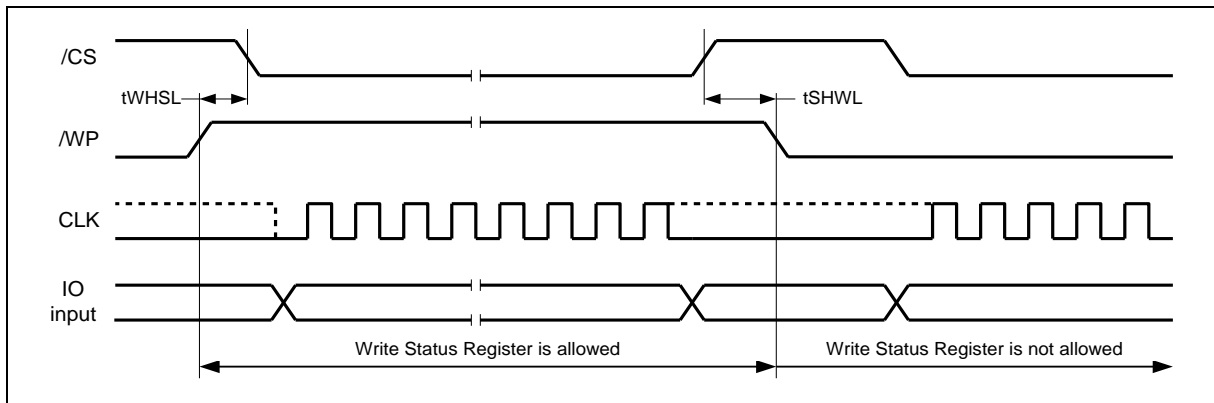 /CS
tWHSL
tSHWL
/WP
CLK
IO
input
Write Status Register is allowed
Write Status Register is not allowed